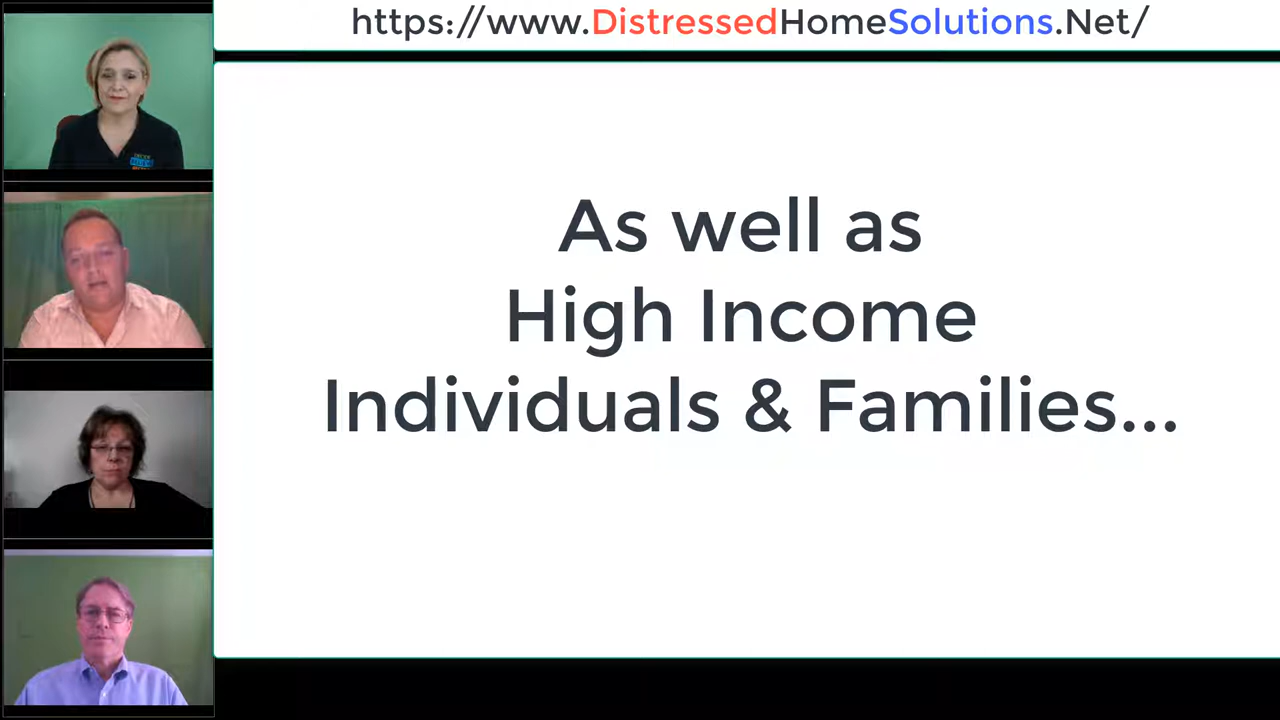 https://www.DistressedHomeSolutions.Net/
As well as
High Income
Individuals & Families...